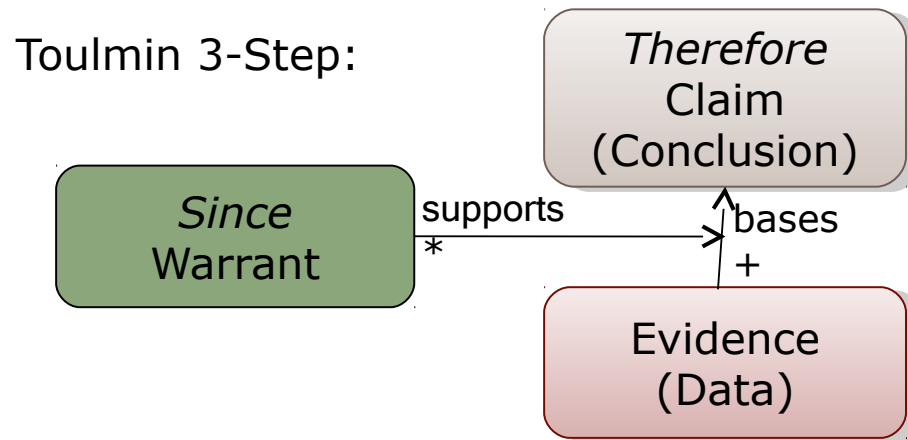 Toulmin 3-Step:
Therefore
Claim
(Conclusion)
Since
Warrant
supports
*
bases
+
Evidence
(Data)